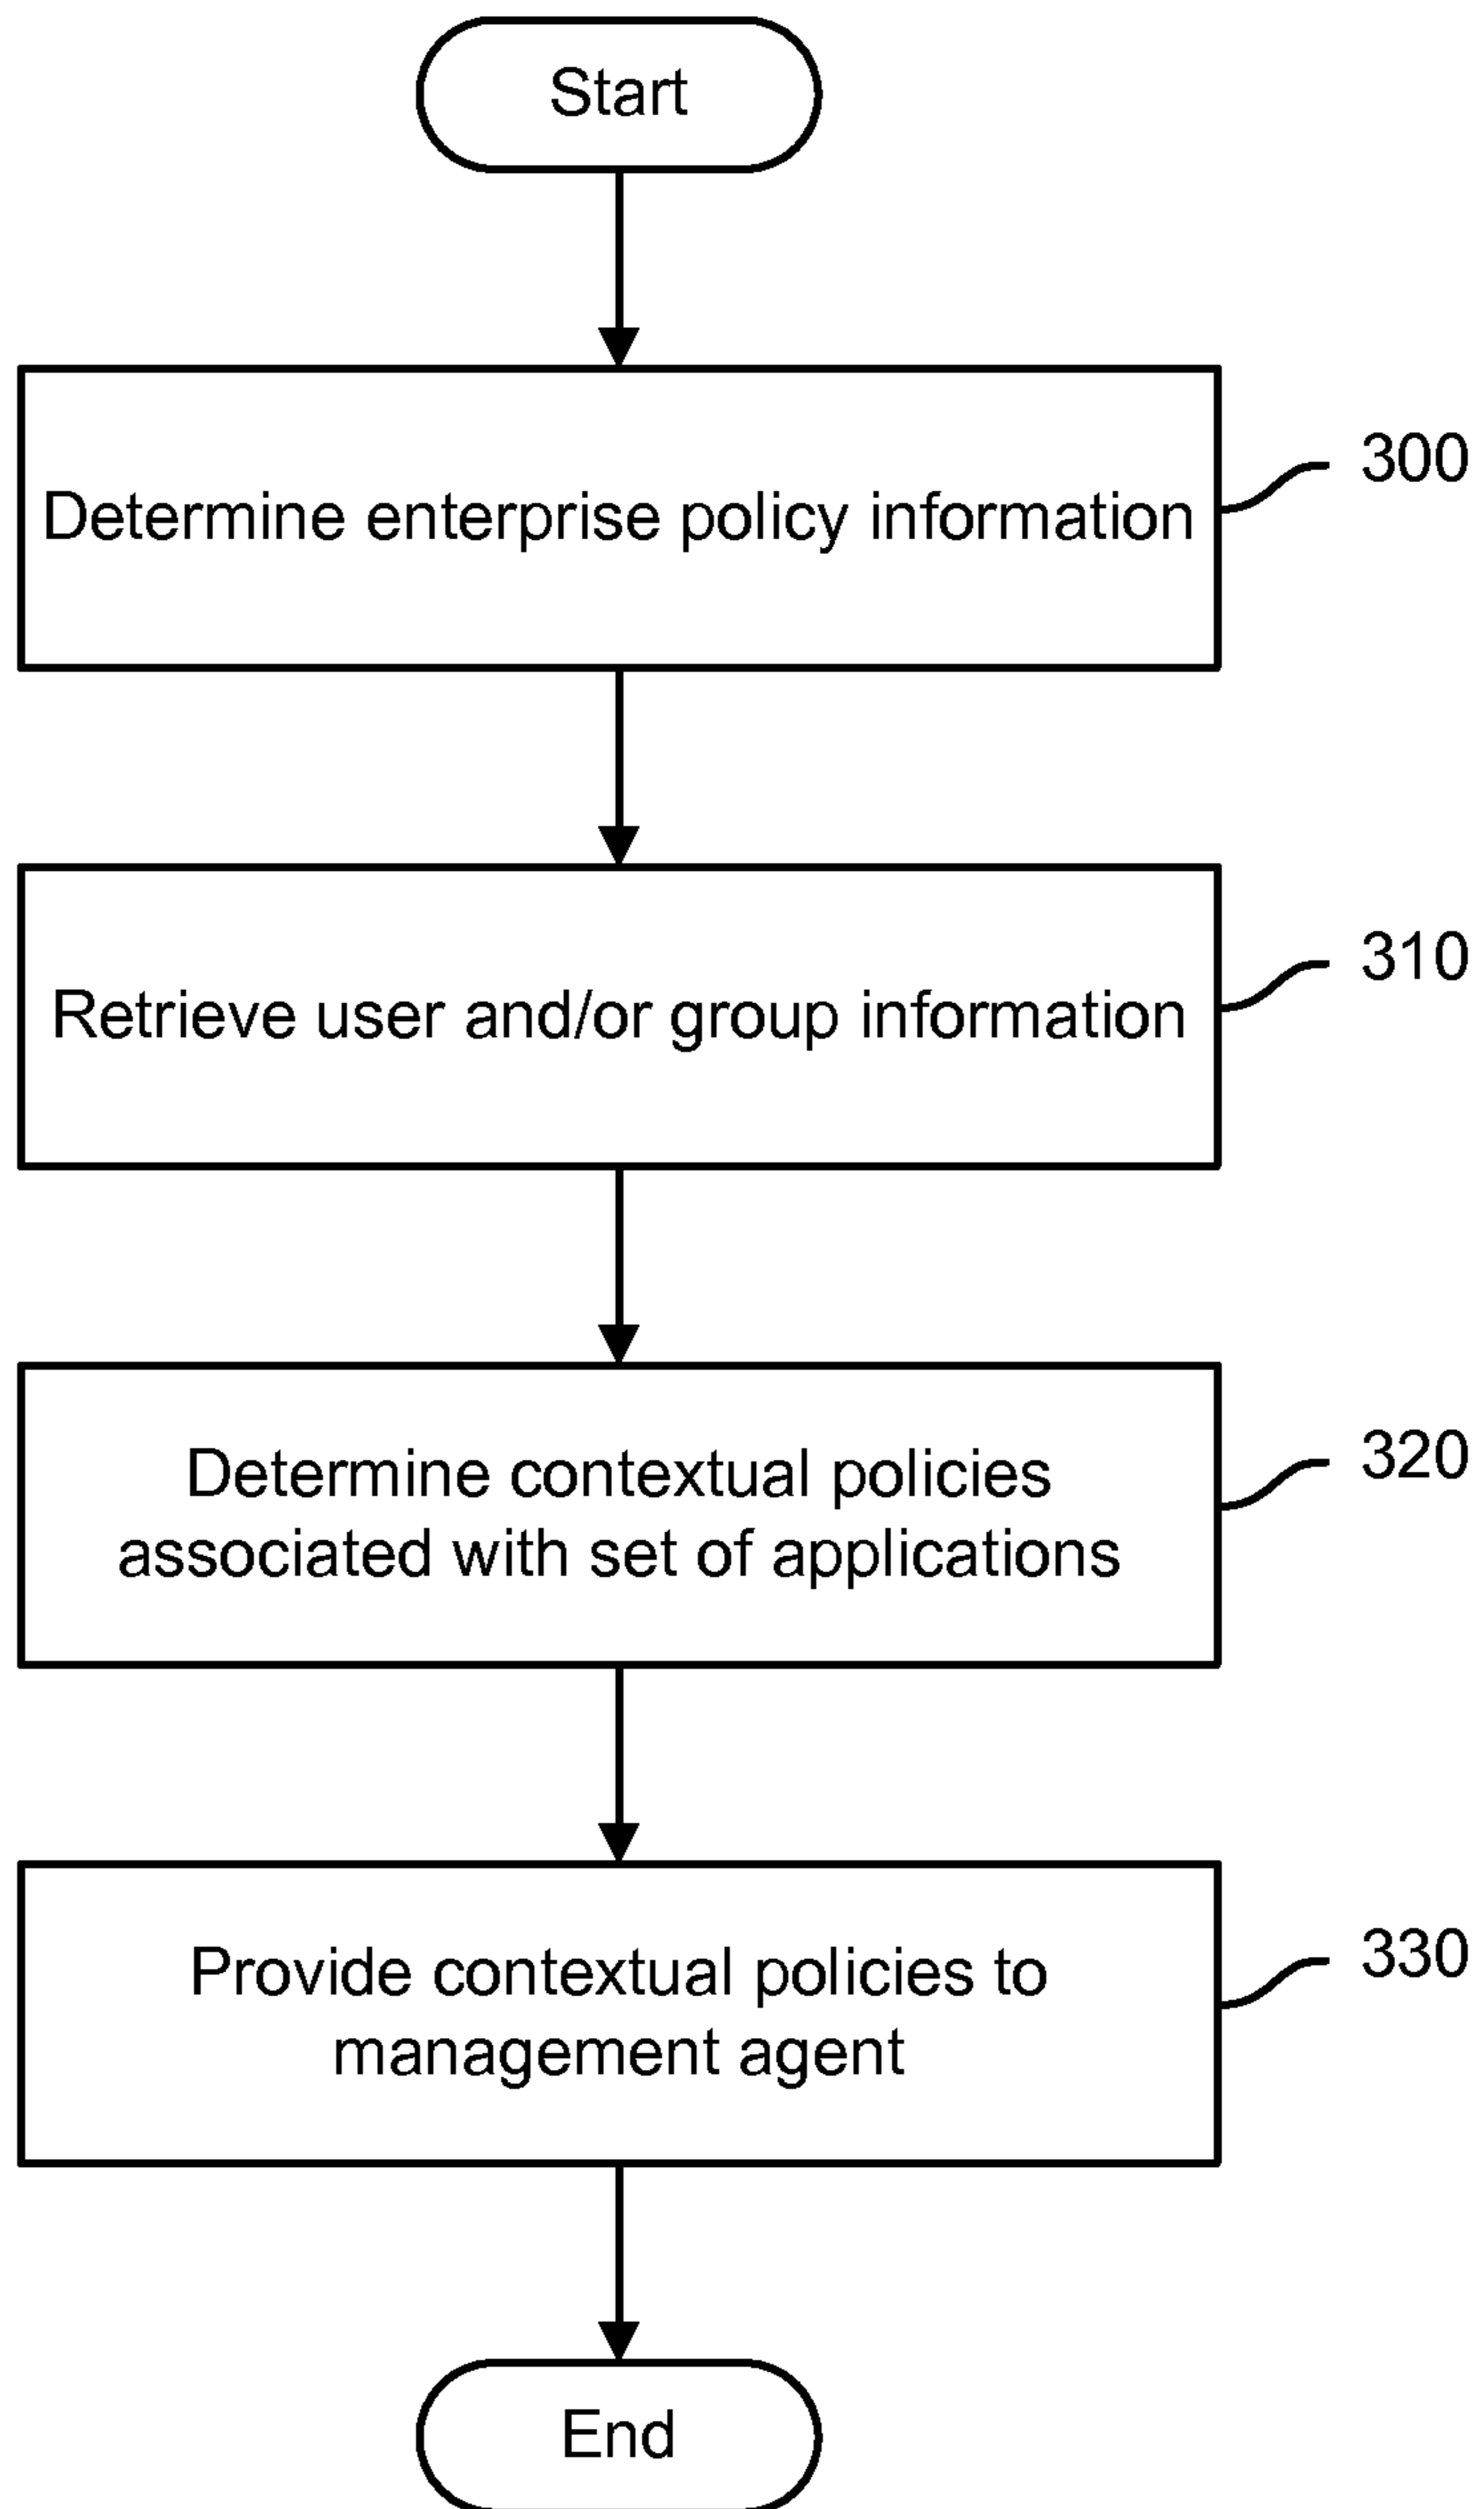 Start
Determine enterprise policy information
300
Retrieve user and/or group information
310
Determine contextual policies
associated with set of applications
320
Provide contextual policies to
management agent
330
End